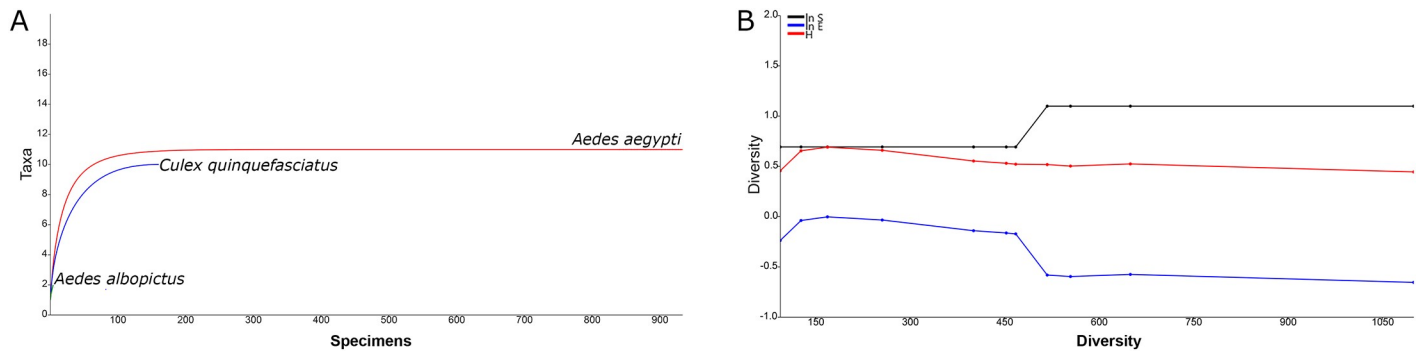 A
18
16
14
12
10
8
6
4
2
0
Taxa
Aedes aegypti
Culex quinquefasciatus
Aedes albopictus
100 200 300 400 500 600 700 800 900
Specimens
B
ln S
ln E
H
2.0
1.5
1.0
0.5
0.0
-0.5
-1.0
Diversity
150 300 450 600 750 900 1050
Diversity